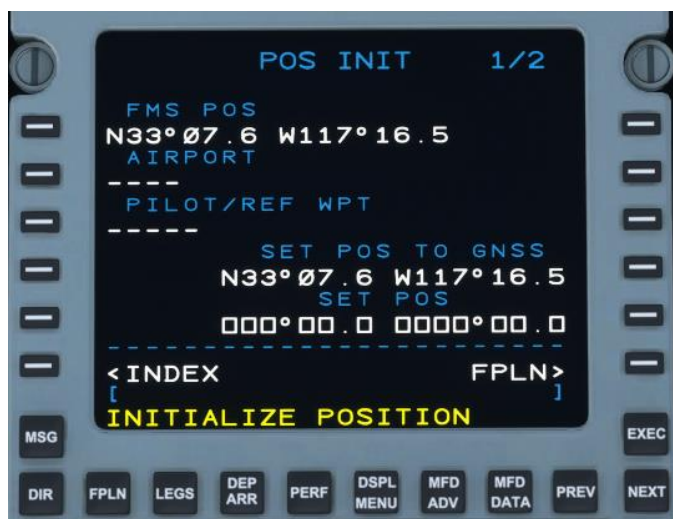 POS INIT 1/2
FMS POS
N33°07.6 W117°16.5
AIRPORT
----
PILOT/REF WPT
-----
SET POS TO GNSS
N33°07.6 W117°16.5
SET POS
□□□°□□.□ □□□□°□□.□
--------------------------------
<INDEX FPLN>
[ ]
INITIALIZE POSITION
MSG
EXEC
DIR FPLN LEGS DEP ARR PERF DSPL MENU MFD ADV MFD DATA PREV NEXT